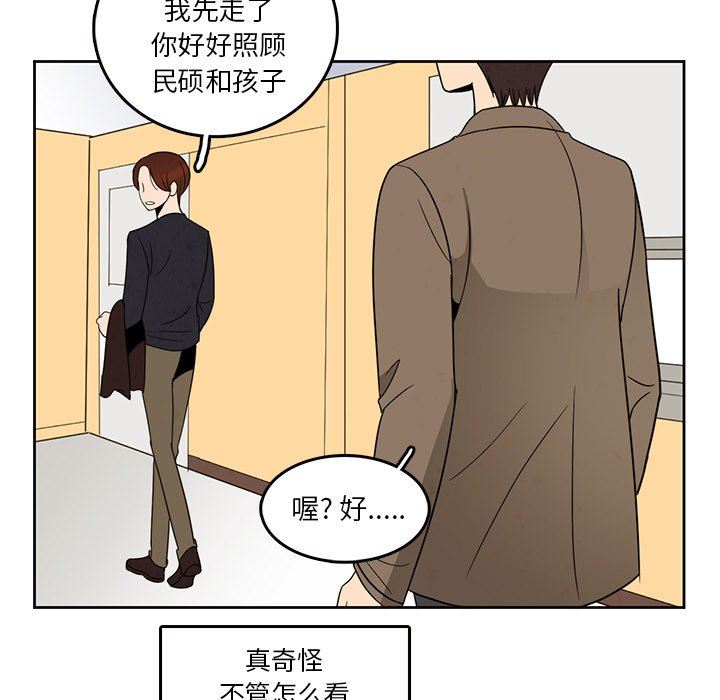 我先走了
你好好照顾
民硕和孩子
喔? 好.....
真奇怪
不管怎么看